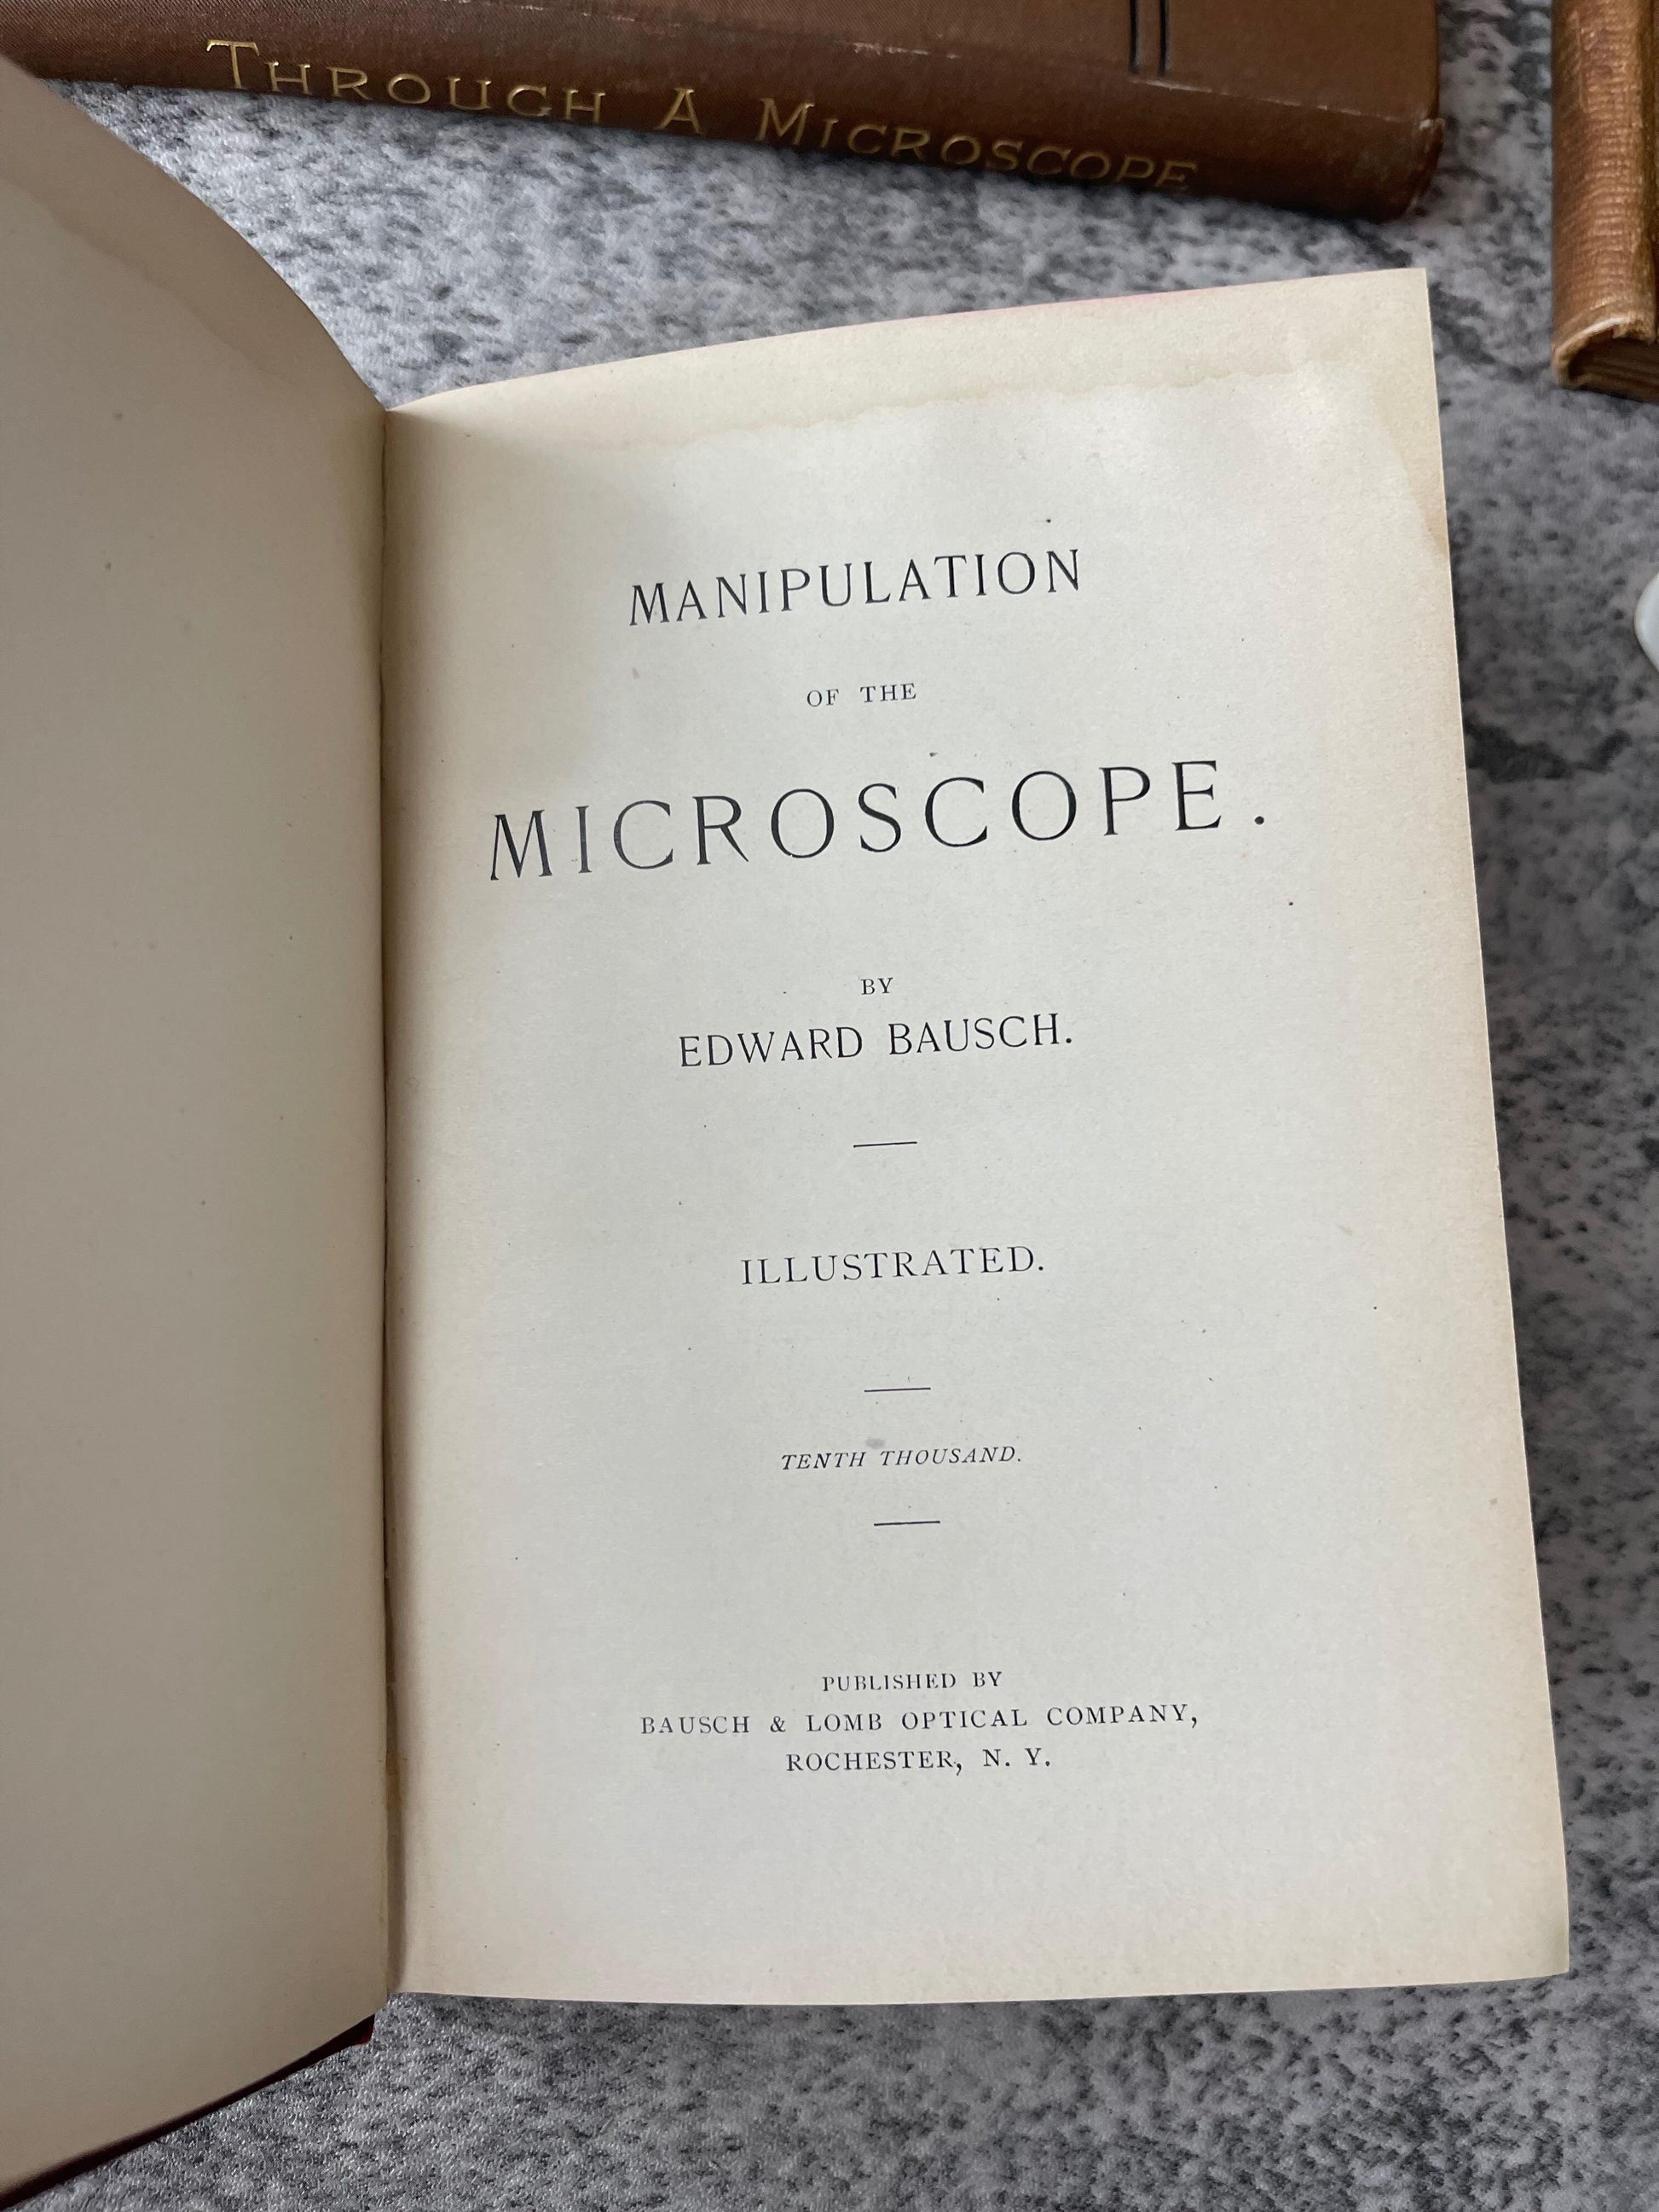 THROUGH A MICROSCOPE
MANIPULATION
OF THE
MICROSCOPE.
BY
EDWARD BAUSCH.
ILLUSTRATED.
TENTH THOUSAND.
PUBLISHED BY
BAUSCH & LOMB OPTICAL COMPANY,
ROCHESTER, N. Y.